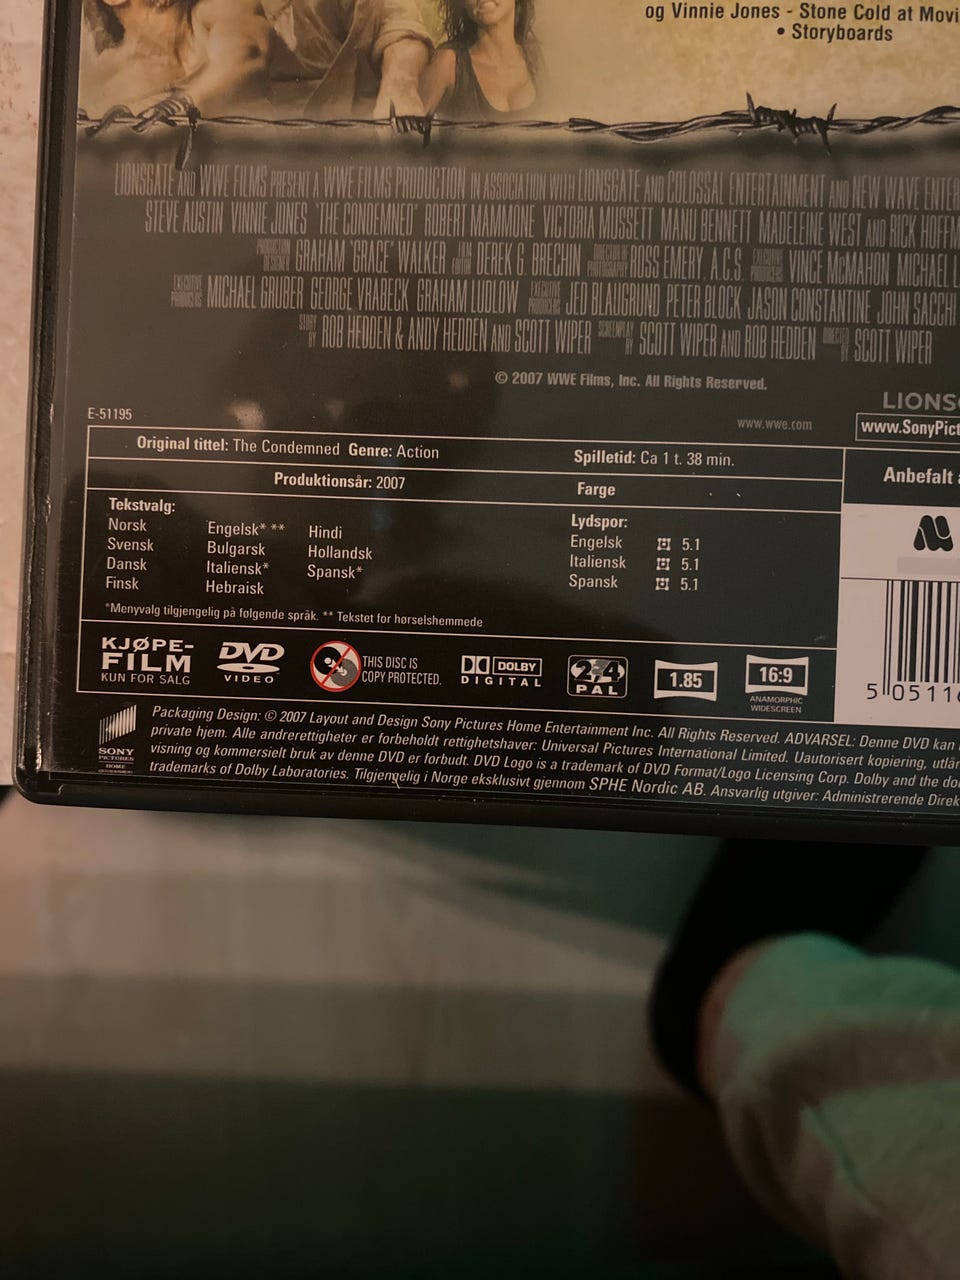 og Vinnie Jones - Stone Cold at Movi
• Storyboards
LIONSGATE AND WWE FILMS PRESENT A WWE FILMS PRODUCTION IN ASSOCIATION WITH LIONSGATE AND COLOSSAL ENTERTAINMENT AND NEW WAVE ENTER
STEVE AUSTIN VINNIE JONES "THE CONDEMNED" ROBERT MAMMONE VICTORIA MUSSETT MANU BENNETT MADELEINE WEST AND RICK HOFFM
PRODUCTION DESIGNER GRAHAM "GRACE" WALKER FILM EDITOR DEREK G. BRECHIN DIRECTOR OF PHOTOGRAPHY ROSS EMERY, A.C.S. EXECUTIVE PRODUCERS VINCE McMAHON, MICHAEL L
EXECUTIVE PRODUCERS MICHAEL GRUBER GEORGE VRABECK GRAHAM LUDLOW EXECUTIVE PRODUCERS JED BLAUGRUND PETER BLOCK JASON CONSTANTINE JOHN SACCHI
STORY BY ROB HEDDEN & ANDY HEDDEN AND SCOTT WIPER SCREENPLAY BY SCOTT WIPER AND ROB HEDDEN DIRECTED BY SCOTT WIPER
© 2007 WWE Films, Inc. All Rights Reserved.
LIONS
E-51195
www.wwe.com
www.SonyPict
Original tittel: The Condemned Genre: Action
Spilletid: Ca 1 t. 38 min.
Anbefalt
Produktionsår: 2007
Farge
Tekstvalg:
Norsk
Svensk
Dansk
Finsk
Engelsk* **
Bulgarsk
Italiensk*
Hebraisk
Hindi
Hollandsk
Spansk*
Lydspor:
Engelsk 5.1
Italiensk 5.1
Spansk 5.1
*Menyvalg tilgjengelig på følgende språk. ** Tekstet for hørselshemmede
KJØPE-
FILM
KUN FOR SALG
DVD
VIDEO
THIS DISC IS
COPY PROTECTED.
DOLBY
DIGITAL
2-4
PAL
1.85
16:9
ANAMORPHIC
WIDESCREEN
5 05116
SONY
PICTURES
HOME
Packaging Design: © 2007 Layout and Design Sony Pictures Home Entertainment Inc. All Rights Reserved. ADVARSEL: Denne DVD kan
private hjem. Alle andrerettigheter er forbeholdt rettighetshaver: Universal Pictures International Limited. Uautorisert kopiering, utlån
visning og kommersielt bruk av denne DVD er forbudt. DVD Logo is a trademark of DVD Format/Logo Licensing Corp. Dolby and the do
trademarks of Dolby Laboratories. Tilgjengelig i Norge eksklusivt gjennom SPHE Nordic AB. Ansvarlig utgiver: Administrerende Direk